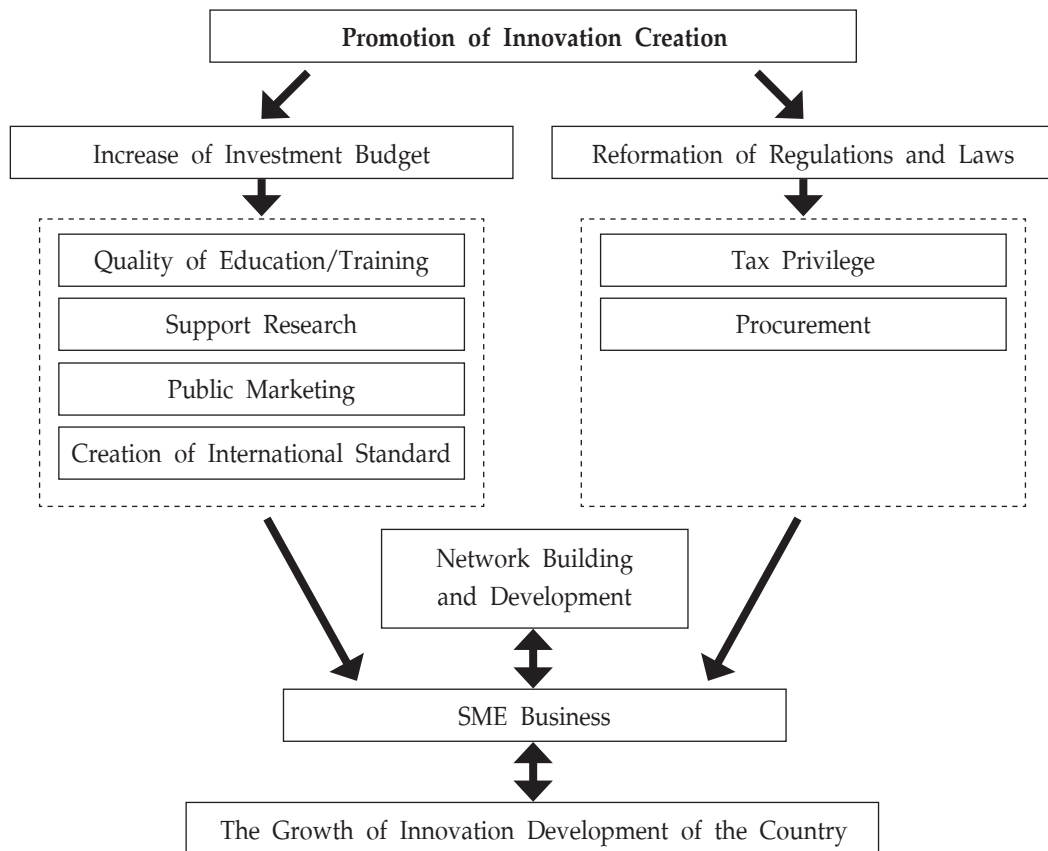 Promotion of Innovation Creation
Increase of Investment Budget
Reformation of Regulations and Laws
Quality of Education/Training
Support Research
Public Marketing
Creation of International Standard
Tax Privilege
Procurement
Network Building
and Development
SME Business
The Growth of Innovation Development of the Country